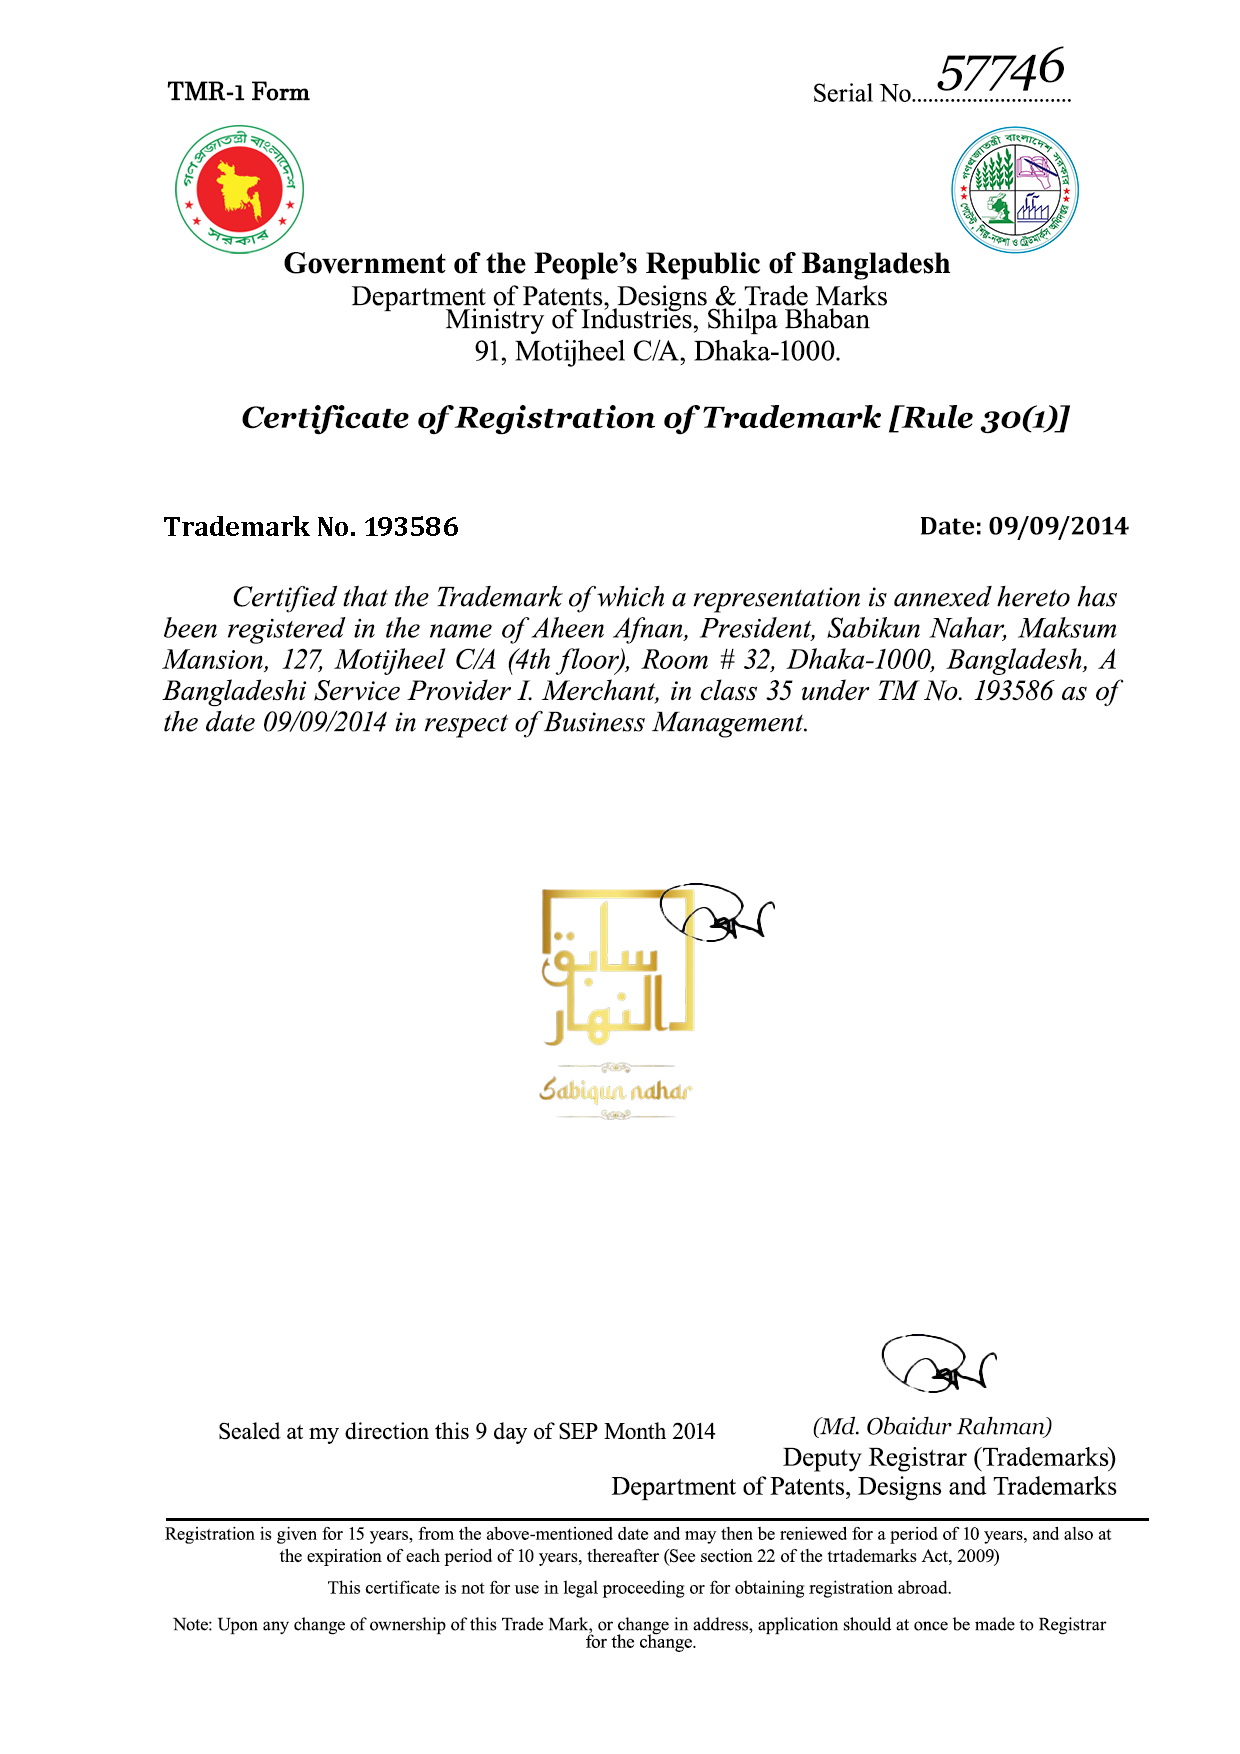 TMR-1 Form
Serial No.............................. 57746
গণপ্রজাতন্ত্রী বাংলাদেশ
সরকার
গণপ্রজাতন্ত্রী বাংলাদেশ সরকার
পেটেন্ট, শিল্প-নকশা ও ট্রেডমার্কস অধিদপ্তর
Government of the People's Republic of Bangladesh
Department of Patents, Designs & Trade Marks
Ministry of Industries, Shilpa Bhaban
91, Motijheel C/A, Dhaka-1000.
Certificate of Registration of Trademark [Rule 30(1)]
Trademark No. 193586
Date: 09/09/2014
Certified that the Trademark of which a representation is annexed hereto has
been registered in the name of Aheen Afnan, President, Sabikun Nahar, Maksum
Mansion, 127, Motijheel C/A (4th floor), Room # 32, Dhaka-1000, Bangladesh, A
Bangladeshi Service Provider I. Merchant, in class 35 under TM No. 193586 as of
the date 09/09/2014 in respect of Business Management.
سابق
النهار
Sabiqun nahar
Sealed at my direction this 9 day of SEP Month 2014
(Md. Obaidur Rahman)
Deputy Registrar (Trademarks)
Department of Patents, Designs and Trademarks
Registration is given for 15 years, from the above-mentioned date and may then be reniewed for a period of 10 years, and also at
the expiration of each period of 10 years, thereafter (See section 22 of the trtademarks Act, 2009)
This certificate is not for use in legal proceeding or for obtaining registration abroad.
Note: Upon any change of ownership of this Trade Mark, or change in address, application should at once be made to Registrar
for the change.